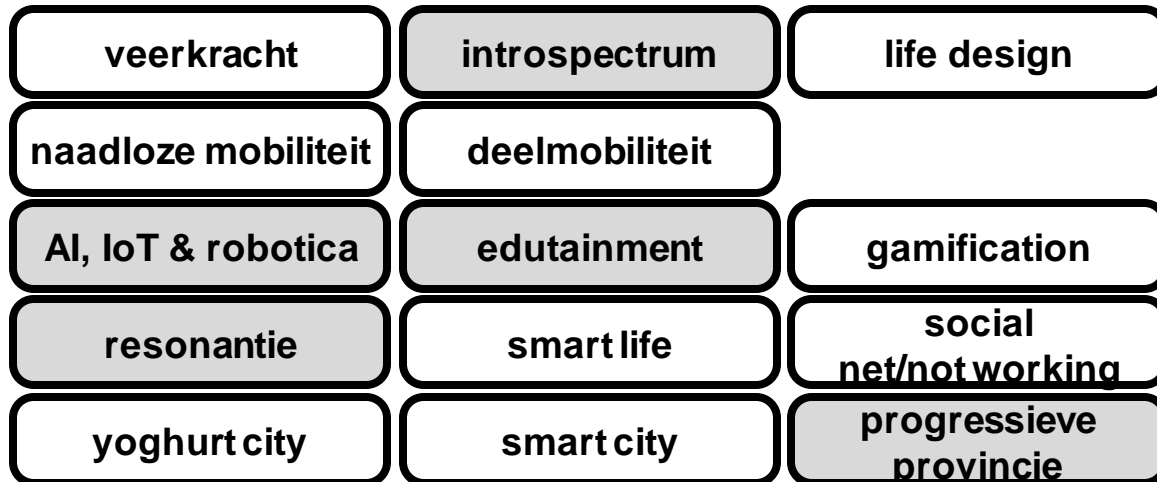 veerkracht
introspectrum
life design
naadloze mobiliteit
deelmobiliteit
AI, IoT & robotica
edutainment
gamification
resonantie
smart life
social
net/not working
yoghurt city
smart city
progressieve
provincie